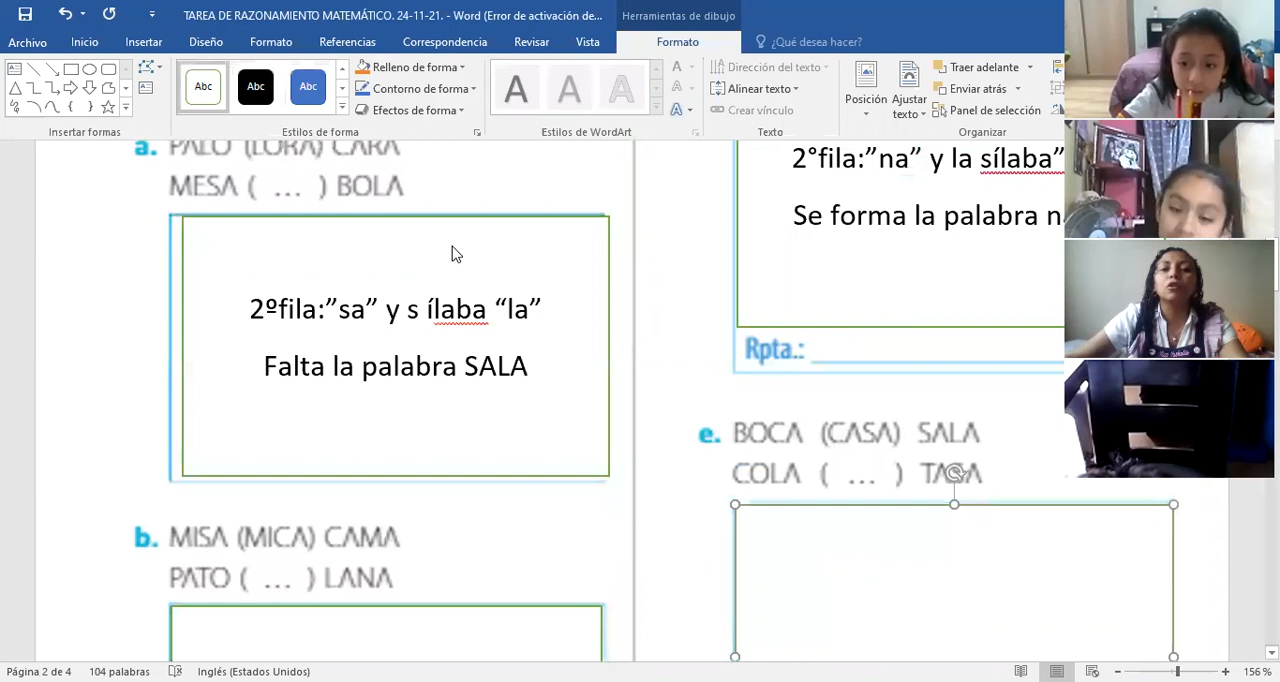 TAREA DE RAZONAMIENTO MATEMÁTICO. 24-11-21. - Word (Error de activación de...
Herramientas de dibujo
Archivo
Inicio
Insertar
Diseño
Formato
Referencias
Correspondencia
Revisar
Vista
Formato
¿Qué desea hacer?
Abc
Abc
Abc
Relleno de forma
Contorno de forma
Efectos de forma
A
A
A
A
A
A
Dirección del texto
Alinear texto
Crear vínculo
Posición
Ajustar
texto
Traer adelante
Enviar atrás
Panel de selección
Insertar formas
Estilos de forma
Estilos de WordArt
Texto
Organizar
a. PALO (LORA) CARA
MESA ( ... ) BOLA
2ºfila:”sa” y s ílaba “la”
Falta la palabra SALA
b. MISA (MICA) CAMA
PATO ( ... ) LANA
2°fila:”na” y la sílaba”
Se forma la palabra
Rpta.:
e. BOCA (CASA) SALA
COLA ( ... )
Página 2 de 4
104 palabras
Inglés (Estados Unidos)
156 %